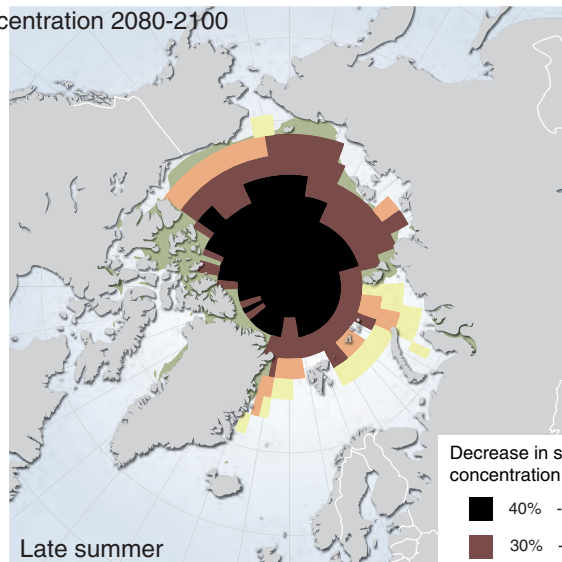 centration 2080-2100
Decrease in s
concentration
40% -
30% -
Late summer